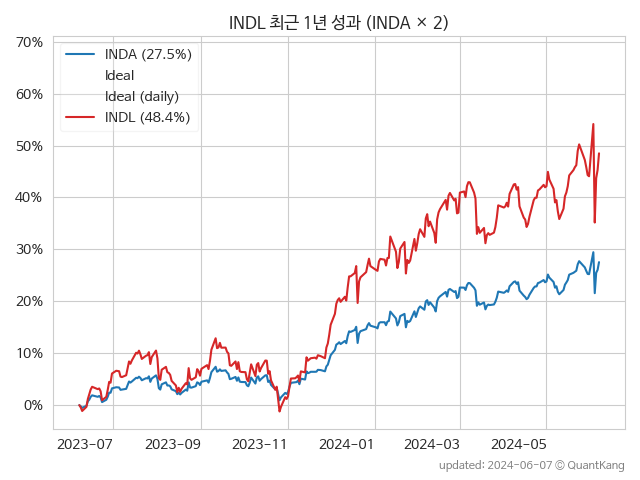 INDL 최근 1년 성과 (INDA × 2)
70%
60%
50%
40%
30%
20%
10%
0%
INDA (27.5%)
Ideal
Ideal (daily)
INDL (48.4%)
2023-07
2023-09
2023-11
2024-01
2024-03
2024-05
updated: 2024-06-07 © QuantKang